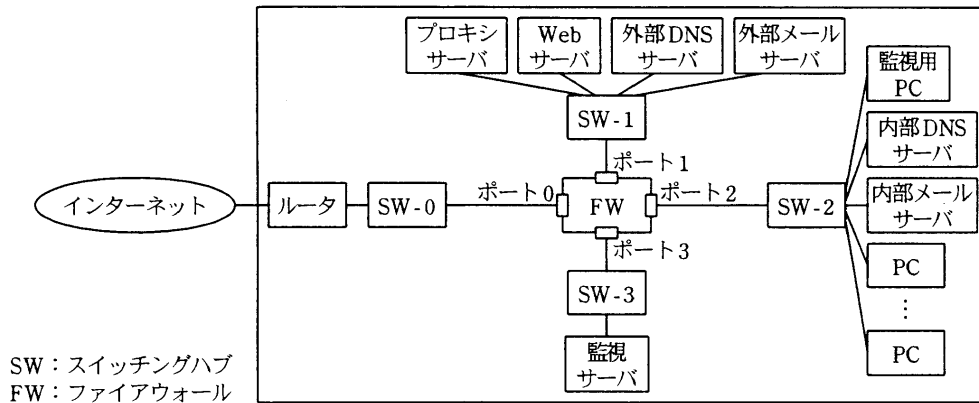 プロキシ
サーバ
Web
サーバ
外部DNS
サーバ
外部メール
サーバ
監視用
PC
SW-1
内部DNS
サーバ
ポート1
インターネット
ルータ
SW-0
ポート0
FW
ポート2
SW-2
内部メール
サーバ
ポート3
PC
SW-3
⋮
監視
サーバ
PC
SW：スイッチングハブ
FW：ファイアウォール